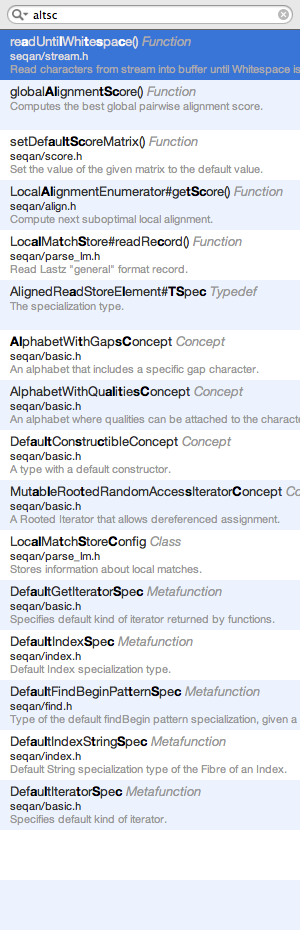 altsc
readUntilWhitespace() Function
seqan/stream.h
Read characters from stream into buffer until Whitespace is
globalAlignmentScore() Function
Computes the best global pairwise alignment score.
setDefaultScoreMatrix() Function
seqan/score.h
Set the value of the given matrix to the default value.
LocalAlignmentEnumerator#getScore() Function
seqan/align.h
Compute next suboptimal local alignment.
LocalMatchStore#readRecord() Function
seqan/parse_lm.h
Read Lastz "general" format record.
AlignedReadStoreElement#TSpec Typedef
The specialization type.
AlphabetWithGapsConcept Concept
seqan/basic.h
An alphabet that includes a specific gap character.
AlphabetWithQualitiesConcept Concept
seqan/basic.h
An alphabet where qualities can be attached to the characte
DefaultConstructibleConcept Concept
seqan/basic.h
A type with a default constructor.
MutableRootedRandomAccessIteratorConcept Co
seqan/basic.h
A Rooted Iterator that allows dereferenced assignment.
LocalMatchStoreConfig Class
seqan/parse_lm.h
Stores information about local matches.
DefaultGetIteratorSpec Metafunction
seqan/basic.h
Specifies default kind of iterator returned by functions.
DefaultIndexSpec Metafunction
seqan/index.h
Default Index specialization type.
DefaultFindBeginPatternSpec Metafunction
seqan/find.h
Type of the default findBegin pattern specialization, given a
DefaultIndexStringSpec Metafunction
seqan/index.h
Default String specialization type of the Fibre of an Index.
DefaultIteratorSpec Metafunction
seqan/basic.h
Specifies default kind of iterator.